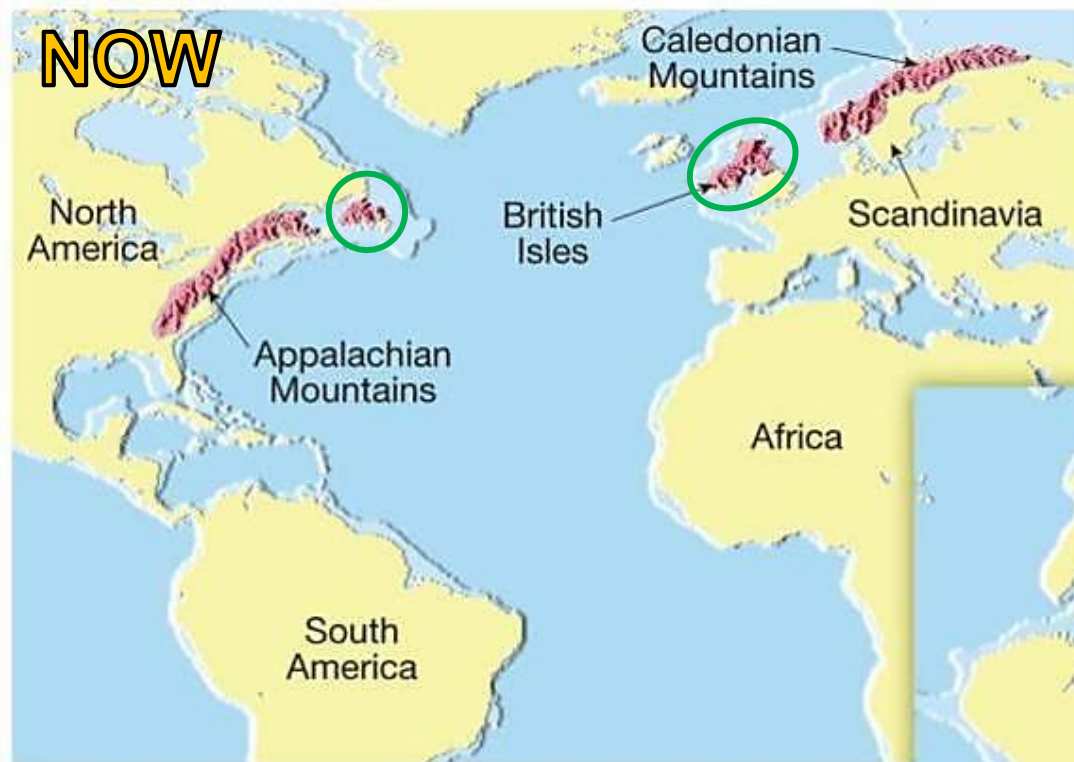 NOW
Caledonian
Mountains
North
America
British
Isles
Scandinavia
Appalachian
Mountains
Africa
South
America